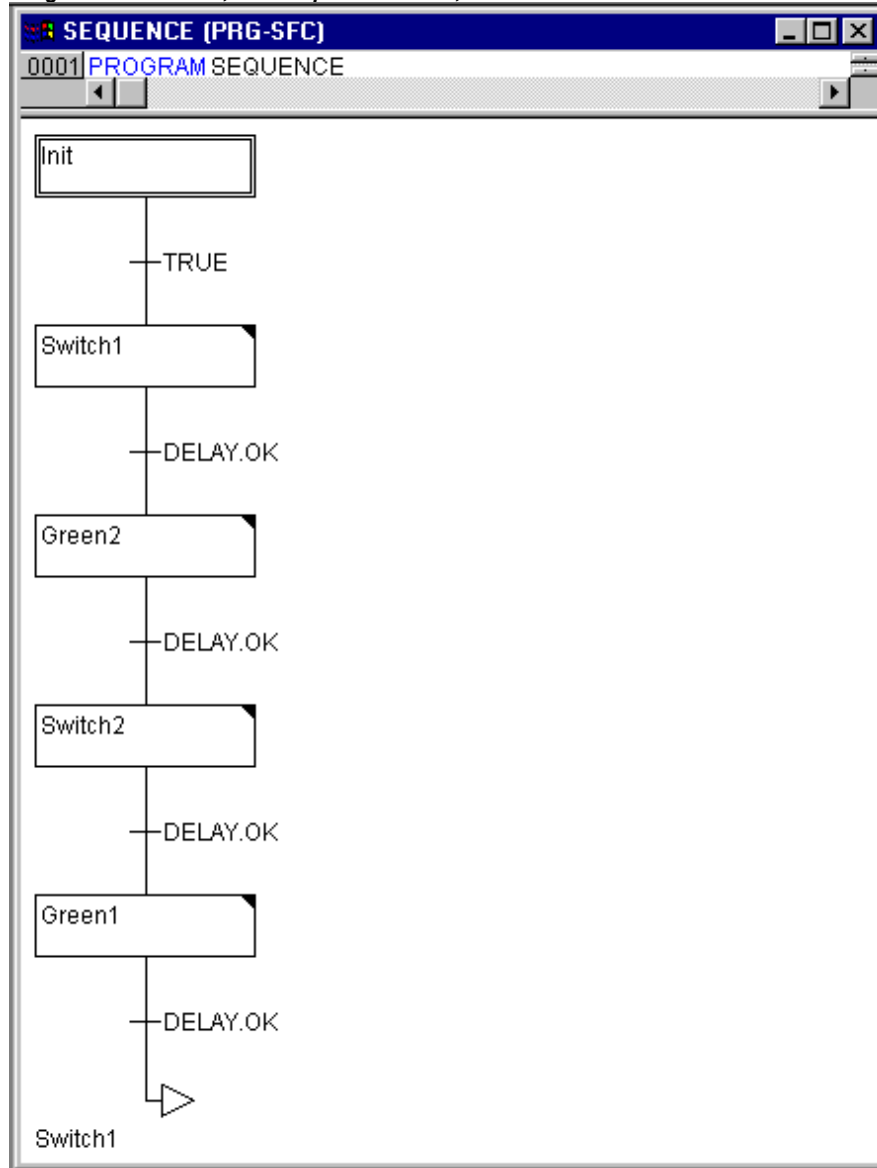 SEQUENCE (PRG-SFC)
0001 PROGRAM SEQUENCE
Init
TRUE
Switch1
DELAY.OK
Green2
DELAY.OK
Switch2
DELAY.OK
Green1
DELAY.OK
Switch1